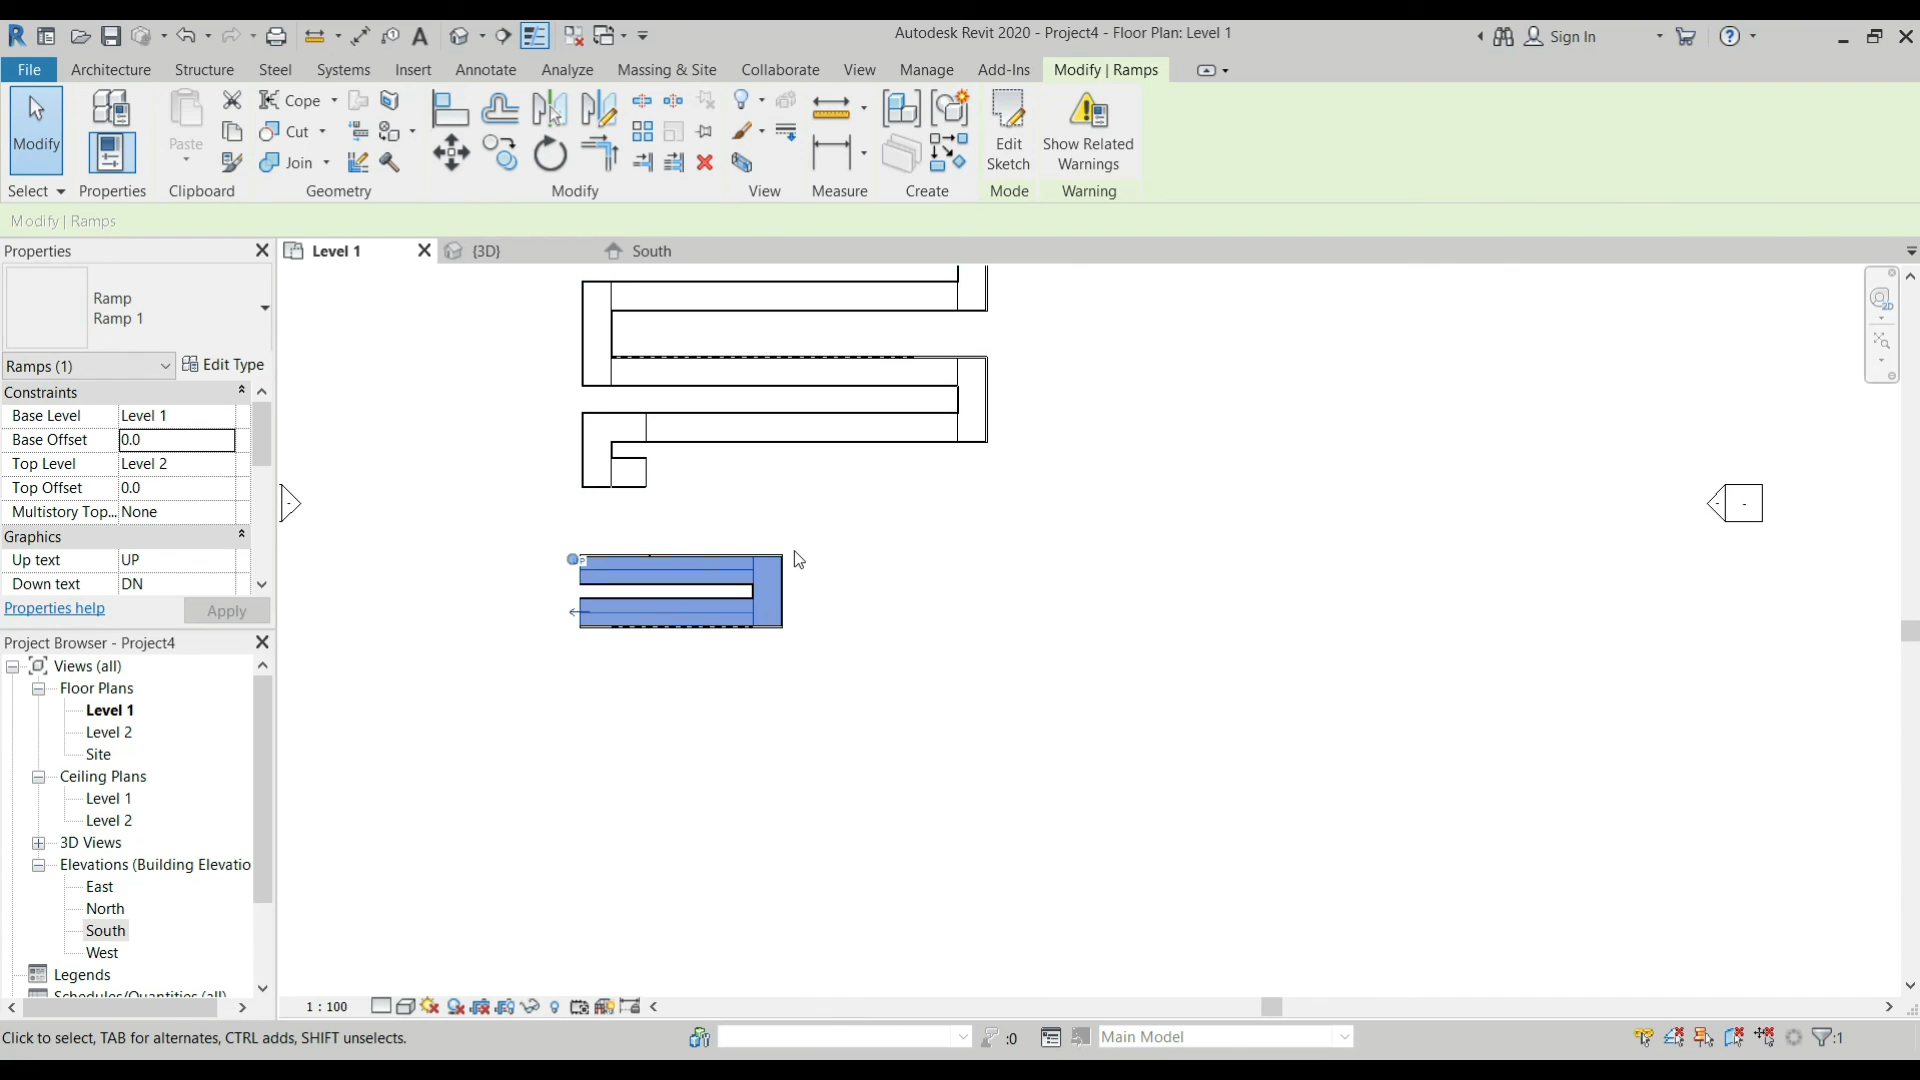 Autodesk Revit 2020 - Project4 - Floor Plan: Level 1
Sign In
File Architecture Structure Steel Systems Insert Annotate Analyze Massing & Site Collaborate View Manage Add-Ins Modify | Ramps
Modify
Paste
Cope
Cut
Join
Edit Sketch
Show Related Warnings
Select Properties Clipboard Geometry Modify View Measure Create Mode Warning
Modify | Ramps
Properties
Level 1 {3D} South
Ramp
Ramp 1
Ramps (1) Edit Type
Constraints
Base Level Level 1
Base Offset 0.0
Top Level Level 2
Top Offset 0.0
Multistory Top... None
Graphics
Up text UP
Down text DN
Properties help Apply
Project Browser - Project4
Views (all)
Floor Plans
Level 1
Level 2
Site
Ceiling Plans
Level 1
Level 2
3D Views
Elevations (Building Elevatio
East
North
South
West
Legends
Schedules/Quantities (all)
2D
1 : 100
Click to select, TAB for alternates, CTRL adds, SHIFT unselects.
:0
Main Model
:1